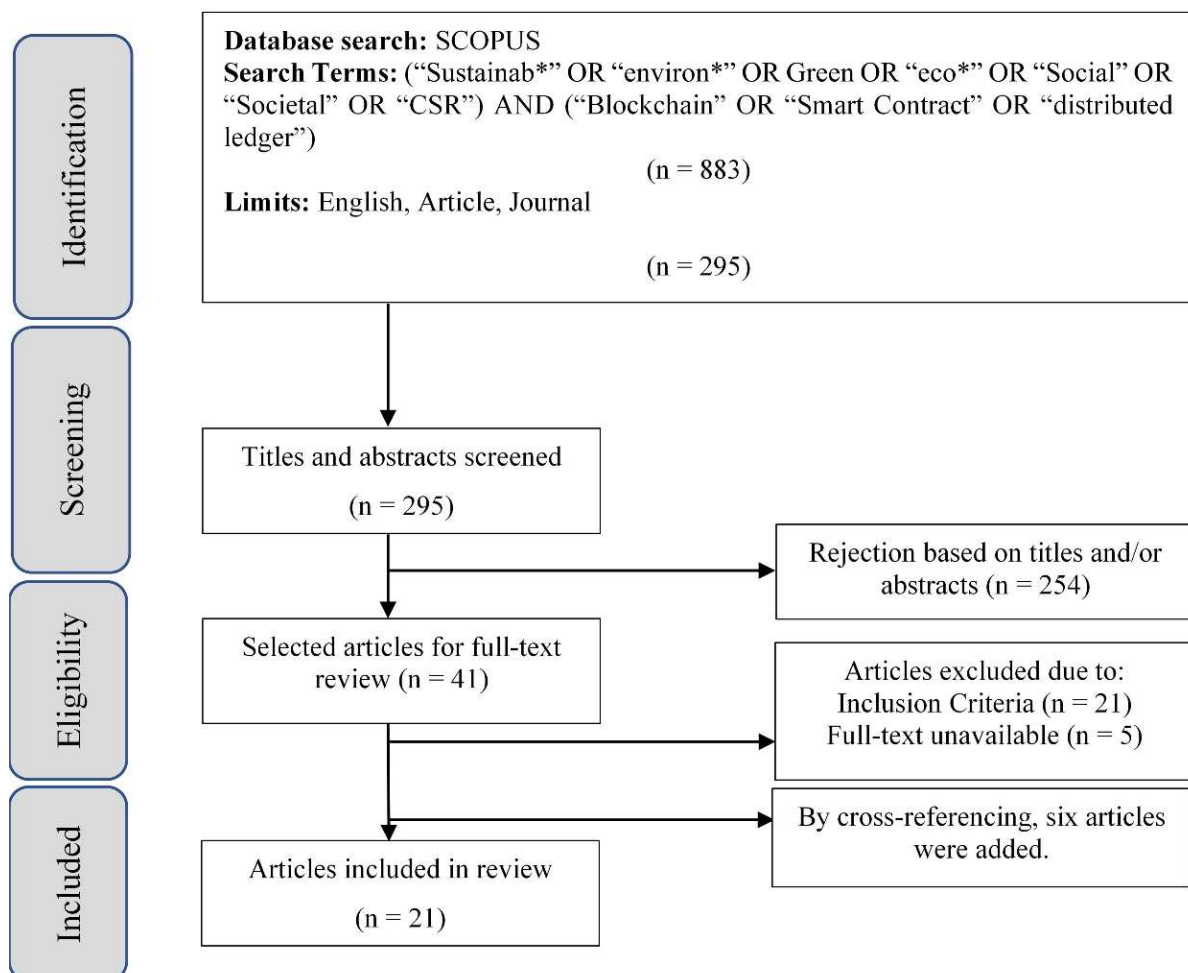 Identification
Database search: SCOPUS
Search Terms: (“Sustainab*” OR “environ*” OR Green OR “eco*” OR “Social” OR
“Societal” OR “CSR”) AND (“Blockchain” OR “Smart Contract” OR “distributed
ledger”)
(n = 883)
Limits: English, Article, Journal
(n = 295)
Screening
Titles and abstracts screened
(n = 295)
Rejection based on titles and/or
abstracts (n = 254)
Eligibility
Selected articles for full-text
review (n = 41)
Articles excluded due to:
Inclusion Criteria (n = 21)
Full-text unavailable (n = 5)
Included
By cross-referencing, six articles
were added.
Articles included in review
(n = 21)